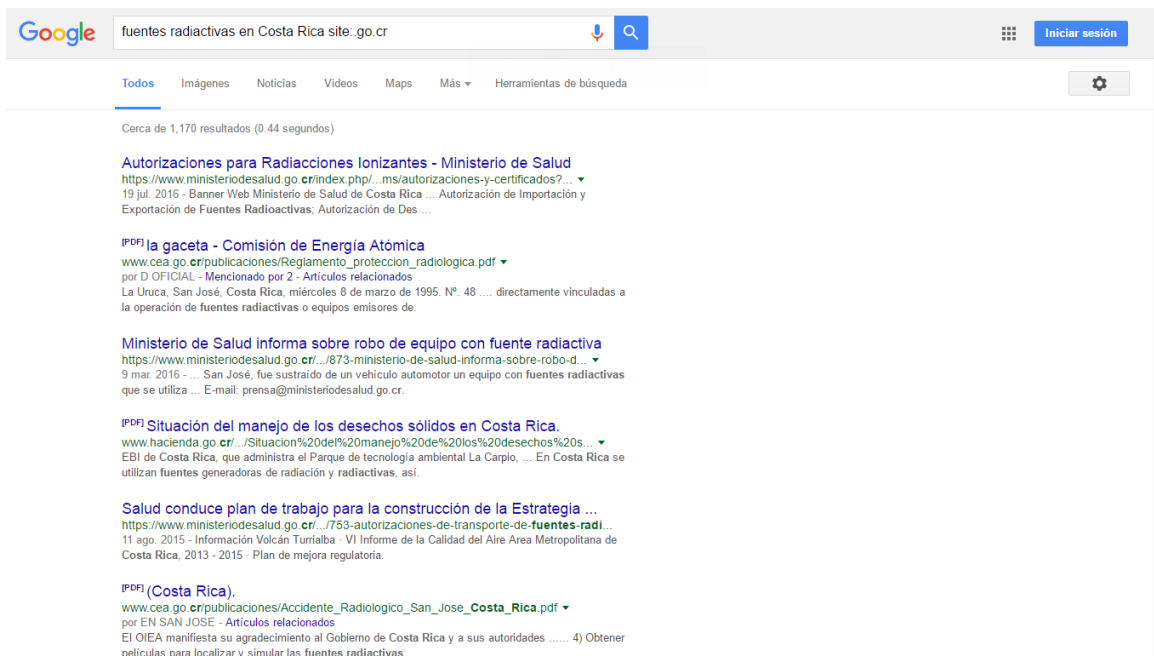 Google
fuentes radiactivas en Costa Rica site:.go.cr
Iniciar sesión
Todos Imágenes Noticias Videos Maps Más Herramientas de búsqueda
Cerca de 1,170 resultados (0.44 segundos)
Autorizaciones para Radiacciones Ionizantes - Ministerio de Salud
https://www.ministeriodesalud.go.cr/index.php/...ms/autorizaciones-y-certificados?...
19 jul. 2016 - Banner Web Ministerio de Salud de Costa Rica ... Autorización de Importación y
Exportación de Fuentes Radioactivas; Autorización de Des ...
[PDF] la gaceta - Comisión de Energía Atómica
www.cea.go.cr/publicaciones/Reglamento_proteccion_radiologica.pdf
por D OFICIAL - Mencionado por 2 - Artículos relacionados
La Uruca, San José, Costa Rica, miércoles 8 de marzo de 1995. Nº. 48 .... directamente vinculadas a
la operación de fuentes radiactivas o equipos emisores de.
Ministerio de Salud informa sobre robo de equipo con fuente radiactiva
https://www.ministeriodesalud.go.cr/.../873-ministerio-de-salud-informa-sobre-robo-d...
9 mar. 2016 - ... San José, fue sustraído de un vehículo automotor un equipo con fuentes radiactivas
que se utiliza ... E-mail: prensa@ministeriodesalud.go.cr.
[PDF] Situación del manejo de los desechos sólidos en Costa Rica.
www.hacienda.go.cr/.../Situacion%20del%20manejo%20de%20los%20desechos%20s...
EBI de Costa Rica, que administra el Parque de tecnología ambiental La Carpio, ... En Costa Rica se
utilizan fuentes generadoras de radiación y radiactivas, así.
Salud conduce plan de trabajo para la construcción de la Estrategia ...
https://www.ministeriodesalud.go.cr/.../753-autorizaciones-de-transporte-de-fuentes-radi...
11 ago. 2015 - Información Volcán Turrialba · VI Informe de la Calidad del Aire Area Metropolitana de
Costa Rica, 2013 - 2015 · Plan de mejora regulatoria.
[PDF] (Costa Rica).
www.cea.go.cr/publicaciones/Accidente_Radiologico_San_Jose_Costa_Rica.pdf
por EN SAN JOSE - Artículos relacionados
El OIEA manifiesta su agradecimiento al Gobierno de Costa Rica y a sus autoridades ...... 4) Obtener
películas para localizar y simular las fuentes radiactivas;